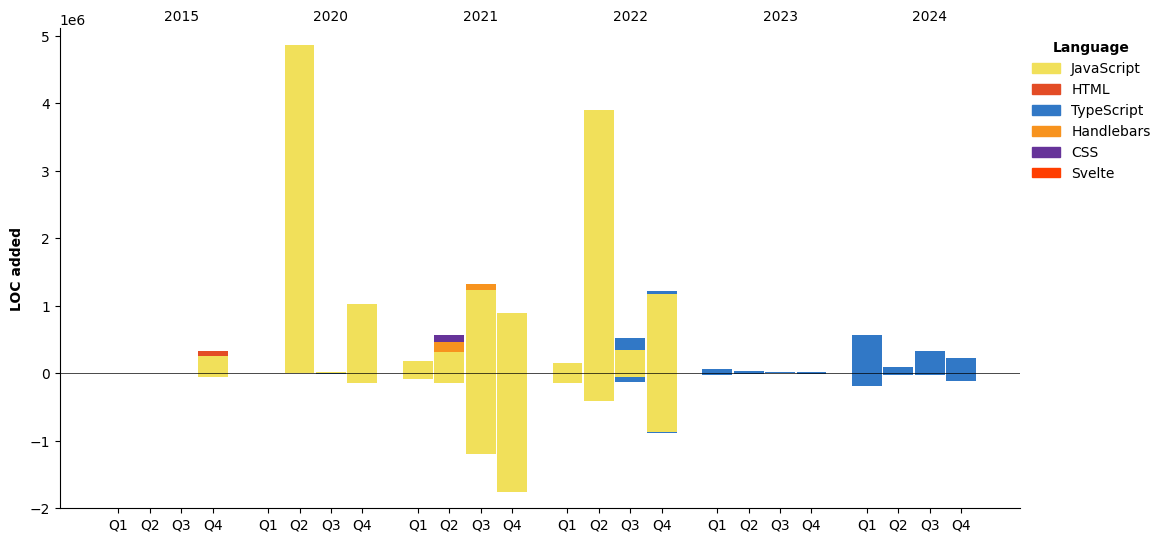 1e6
2015 2020 2021 2022 2023 2024
5
4
3
2
1
0
−1
−2
LOC added
Q1 Q2 Q3 Q4 Q1 Q2 Q3 Q4 Q1 Q2 Q3 Q4 Q1 Q2 Q3 Q4 Q1 Q2 Q3 Q4 Q1 Q2 Q3 Q4
Language
JavaScript
HTML
TypeScript
Handlebars
CSS
Svelte